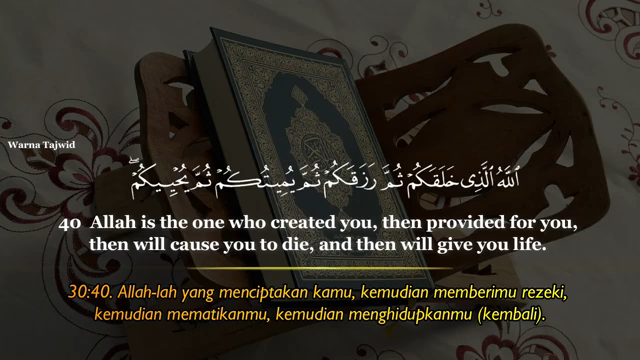 Warna Tajwid
اللَّهُ الَّذِي خَلَقَكُمْ ثُمَّ رَزَقَكُمْ ثُمَّ يُمِيتُكُمْ ثُمَّ يُحْيِيكُمْ ۖ
40 Allah is the one who created you, then provided for you,
then will cause you to die, and then will give you life.
30:40. Allah-lah yang menciptakan kamu, kemudian memberimu rezeki,
kemudian mematikanmu, kemudian menghidupkanmu (kembali).